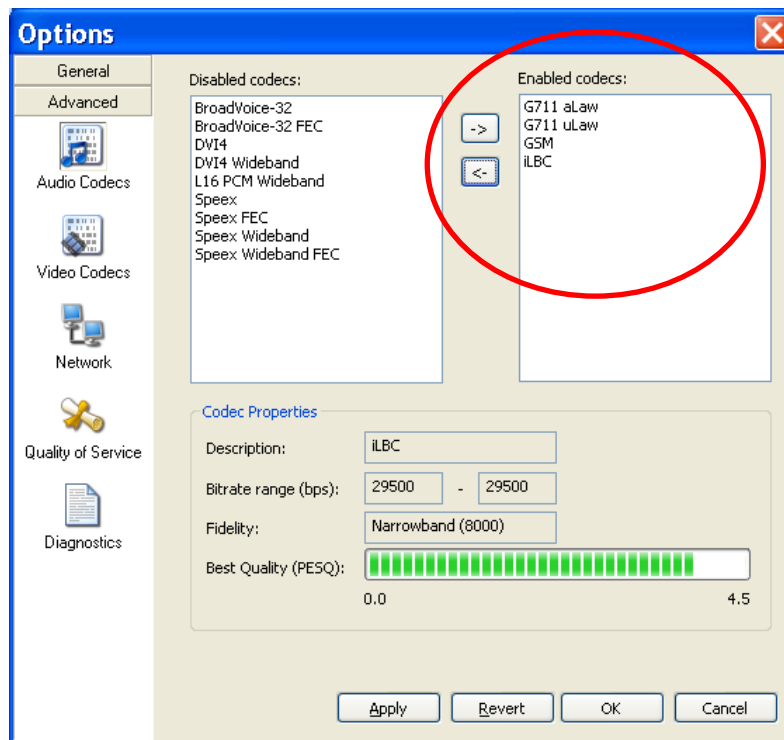 Options
General
Advanced
Audio Codecs
Video Codecs
Network
Quality of Service
Diagnostics
Disabled codecs:
BroadVoice-32
BroadVoice-32 FEC
DVI4
DVI4 Wideband
L16 PCM Wideband
Speex
Speex FEC
Speex Wideband
Speex Wideband FEC
->
<-
Enabled codecs:
G711 aLaw
G711 uLaw
GSM
iLBC
Codec Properties
Description: iLBC
Bitrate range (bps): 29500 - 29500
Fidelity: Narrowband (8000)
Best Quality (PESQ):
0.0 4.5
Apply Revert OK Cancel